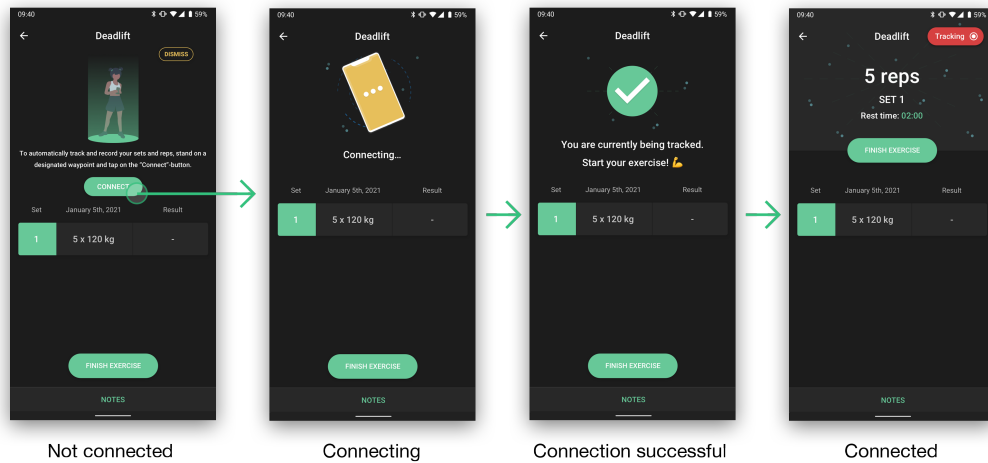 09:40
59%
Deadlift
DISMISS
To automatically track and record your sets and reps, stand on a
designated waypoint and tap on the "Connect"-button.
CONNECT
Set January 5th, 2021 Result
1 5 x 120 kg -
FINISH EXERCISE
NOTES
Not connected
09:40
59%
Deadlift
Connecting...
Set January 5th, 2021 Result
1 5 x 120 kg -
FINISH EXERCISE
NOTES
Connecting
09:40
59%
Deadlift
You are currently being tracked.
Start your exercise! 💪
Set January 5th, 2021 Result
1 5 x 120 kg -
FINISH EXERCISE
NOTES
Connection successful
09:40
59%
Deadlift
Tracking
5 reps
SET 1
Rest time: 02:00
FINISH EXERCISE
Set January 5th, 2021 Result
1 5 x 120 kg -
NOTES
Connected